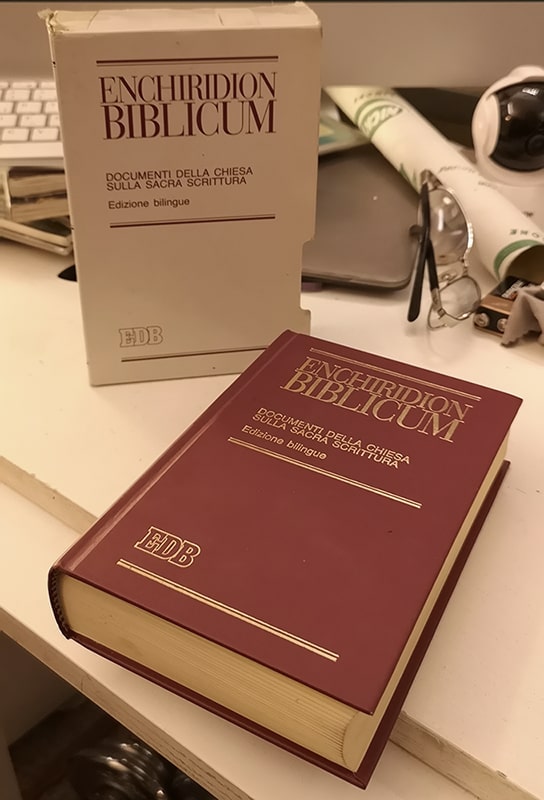 ENCHIRIDION
BIBLICUM
DOCUMENTI DELLA CHIESA
SULLA SACRA SCRITTURA
Edizione bilingue
EDB
ENCHIRIDION
BIBLICUM
DOCUMENTI DELLA CHIESA
SULLA SACRA SCRITTURA
Edizione bilingue
EDB